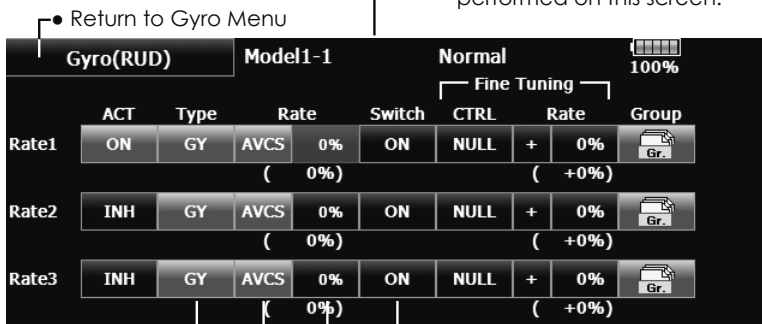 ● Return to Gyro Menu
performed on this screen.
Gyro(RUD) Model1-1 Normal 100%
Fine Tuning
ACT Type Rate Switch CTRL Rate Group
Rate1 ON GY AVCS 0% ON NULL + 0% Gr.
( 0%) ( +0%)
Rate2 INH GY AVCS 0% ON NULL + 0% Gr.
( 0%) ( +0%)
Rate3 INH GY AVCS 0% ON NULL + 0% Gr.
( 0%) ( +0%)